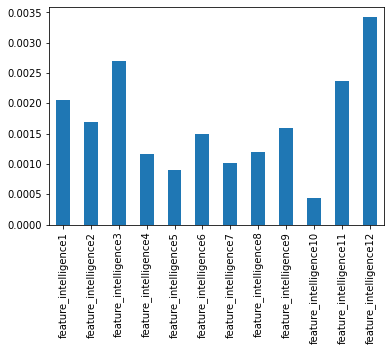 0.0035
0.0030
0.0025
0.0020
0.0015
0.0010
0.0005
0.0000
feature_intelligence1
feature_intelligence2
feature_intelligence3
feature_intelligence4
feature_intelligence5
feature_intelligence6
feature_intelligence7
feature_intelligence8
feature_intelligence9
feature_intelligence10
feature_intelligence11
feature_intelligence12